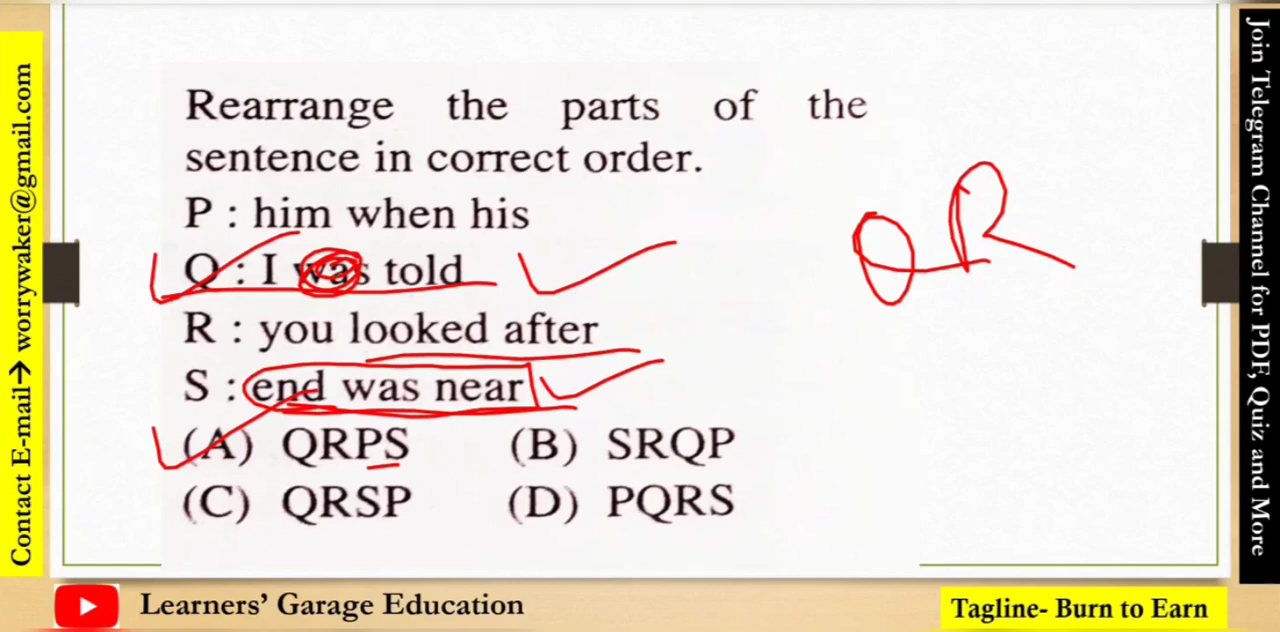 Contact E-mail→ worrywaker@gmail.com
Rearrange the parts of the
sentence in correct order.
P : him when his
Q : I was told
R : you looked after
S : end was near
(A) QRPS (B) SRQP
(C) QRSP (D) PQRS
QR
Join Telegram Channel for PDF, Quiz and More
Learners' Garage Education
Tagline- Burn to Earn